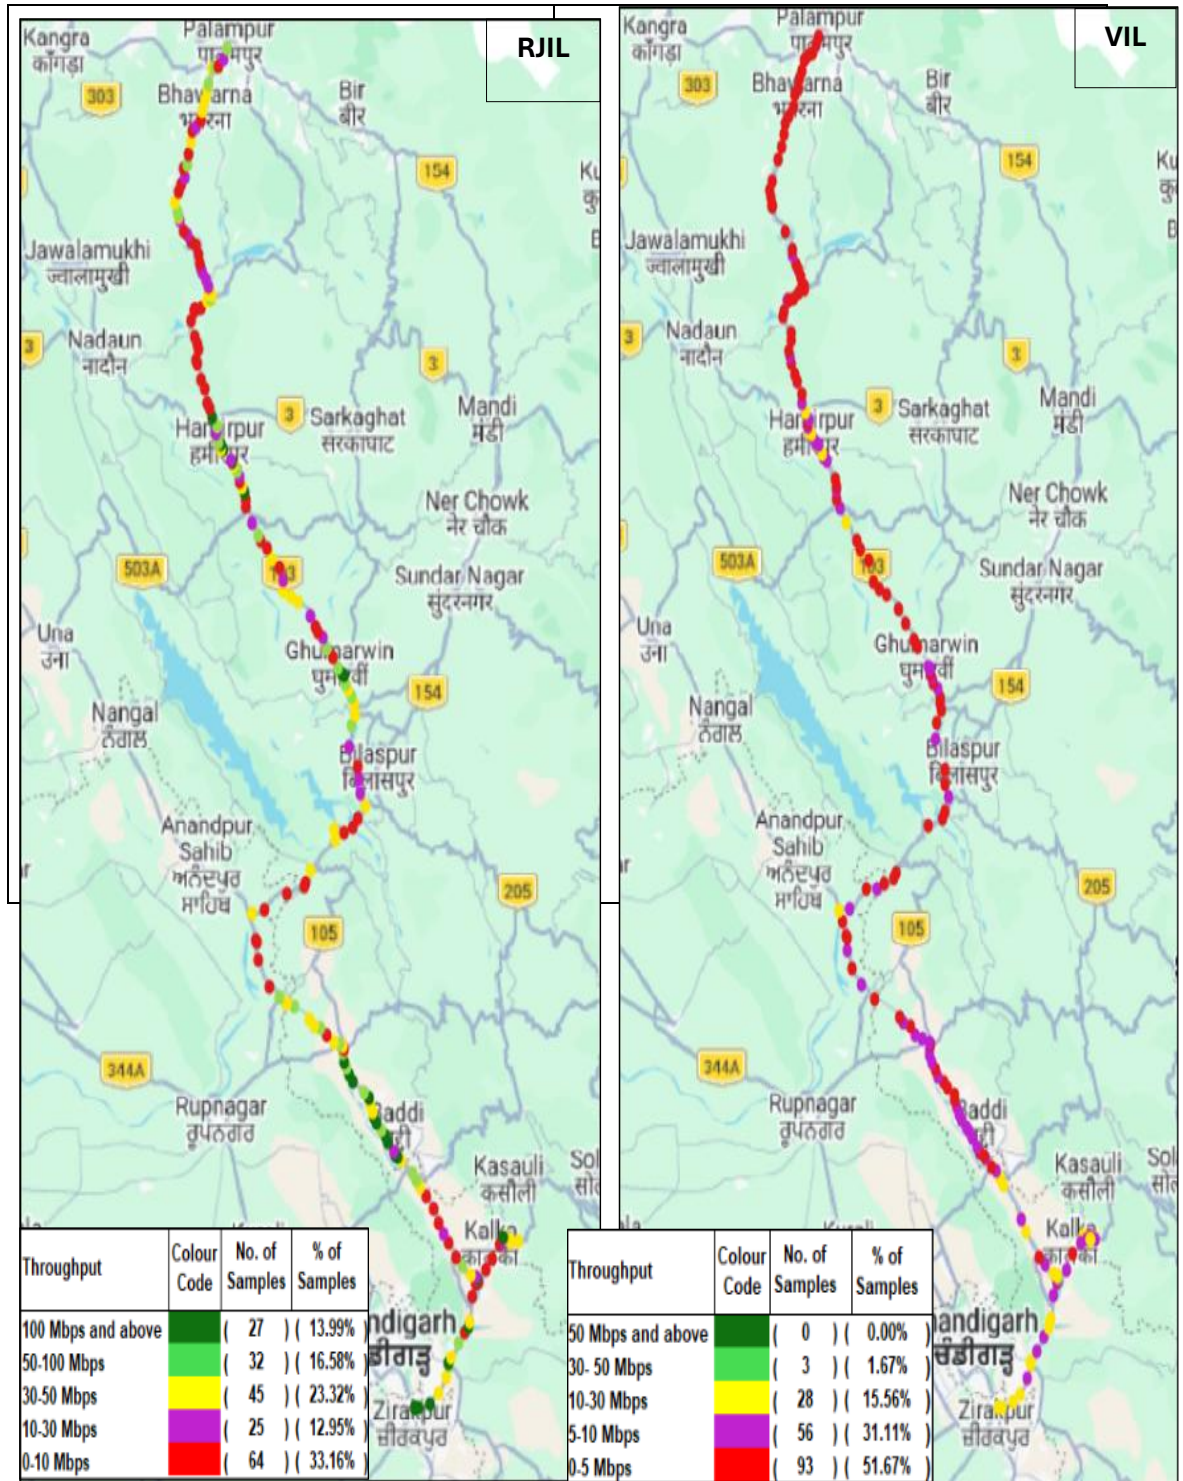 RJIL
Palampur
Kangra
काँगड़ा
303
Bir
बीर
154
Jawalamukhi
ज्वालामुखी
Nadaun
नादौन
3
3
3
Sarkaghat
सरकाघाट
Mandi
मंडी
Ner Chowk
नेर चौक
503A
Sundar Nagar
सुंदरनगर
Una
ऊना
154
Nangal
ਨੰਗਲ
Bilaspur
बिलासपुर
Anandpur
Sahib
ਅਨੰਦਪੁਰ
ਸਾਹਿਬ
205
105
344A
Rupnagar
ਰੂਪਨਗਰ
Kasauli
कसौली
Throughput Colour Code No. of Samples % of Samples
100 Mbps and above ( 27 ) ( 13.99% )
50-100 Mbps ( 32 ) ( 16.58% )
30-50 Mbps ( 45 ) ( 23.32% )
10-30 Mbps ( 25 ) ( 12.95% )
0-10 Mbps ( 64 ) ( 33.16% )
VIL
Palampur
Kangra
काँगड़ा
303
Bir
बीर
154
Jawalamukhi
ज्वालामुखी
Nadaun
नादौन
3
3
3
Sarkaghat
सरकाघाट
Mandi
मंडी
Ner Chowk
नेर चौक
503A
Sundar Nagar
सुंदरनगर
Una
ऊना
154
Nangal
ਨੰਗਲ
Bilaspur
बिलासपुर
Anandpur
Sahib
ਅਨੰਦਪੁਰ
ਸਾਹਿਬ
205
105
344A
Rupnagar
ਰੂਪਨਗਰ
Kasauli
कसौली
Throughput Colour Code No. of Samples % of Samples
50 Mbps and above ( 0 ) ( 0.00% )
30- 50 Mbps ( 3 ) ( 1.67% )
10-30 Mbps ( 28 ) ( 15.56% )
5-10 Mbps ( 56 ) ( 31.11% )
0-5 Mbps ( 93 ) ( 51.67% )